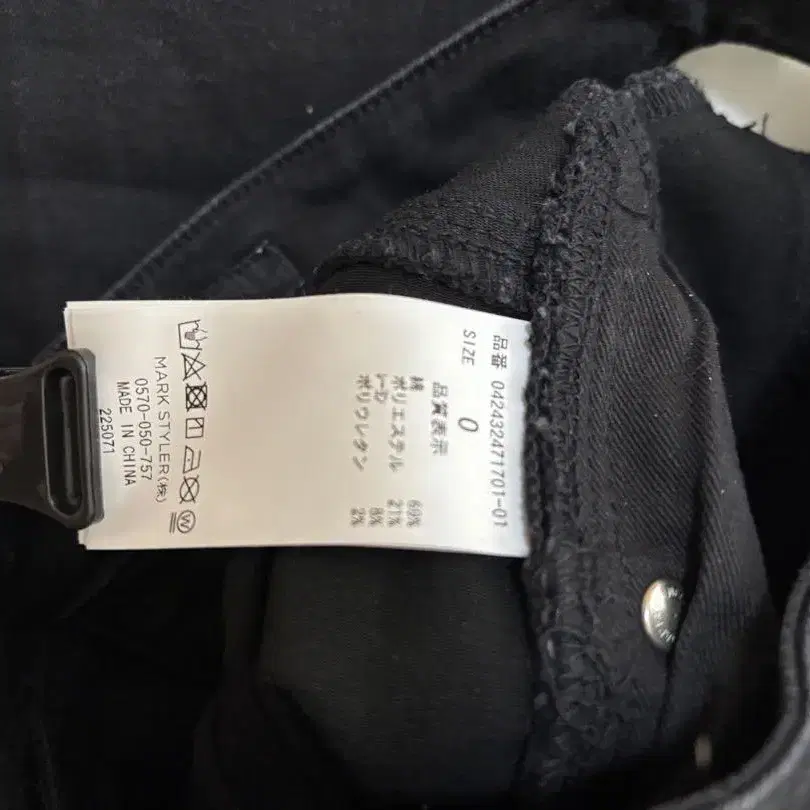 品番 042432471701-01
SIZE 0
品質表示
綿 69%
ポリエステル 21%
レーヨン 8%
ポリウレタン 2%
MARK STYLER(株)
0570-050-757
MADE IN CHINA
225071